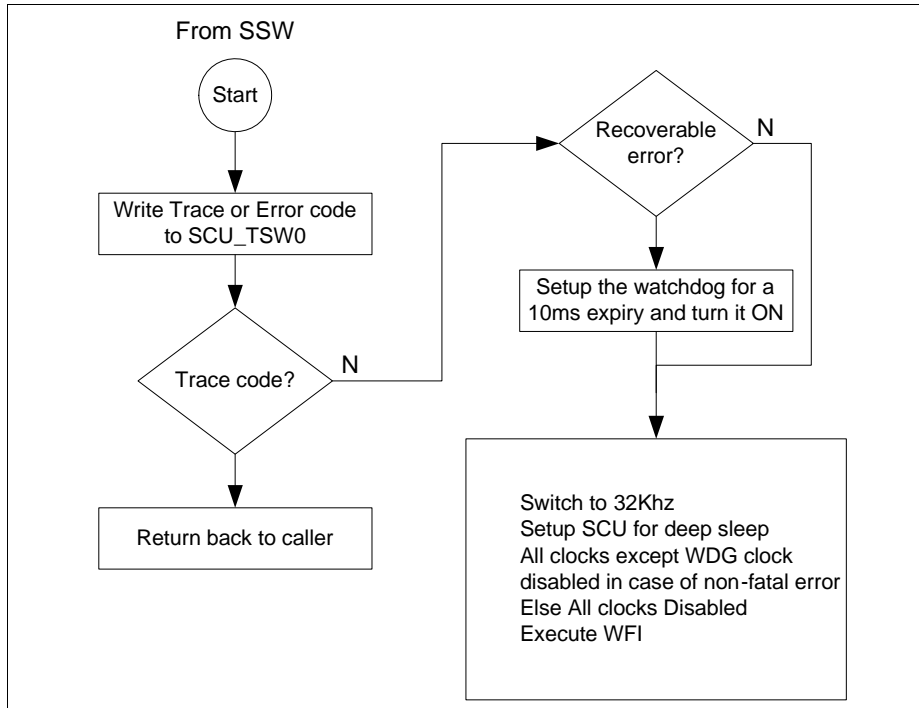 From SSW
Start
Write Trace or Error code
to SCU_TSW0
Trace code?
N
Return back to caller
Recoverable
error?
N
Setup the watchdog for a
10ms expiry and turn it ON
Switch to 32Khz
Setup SCU for deep sleep
All clocks except WDG clock
disabled in case of non-fatal error
Else All clocks Disabled
Execute WFI